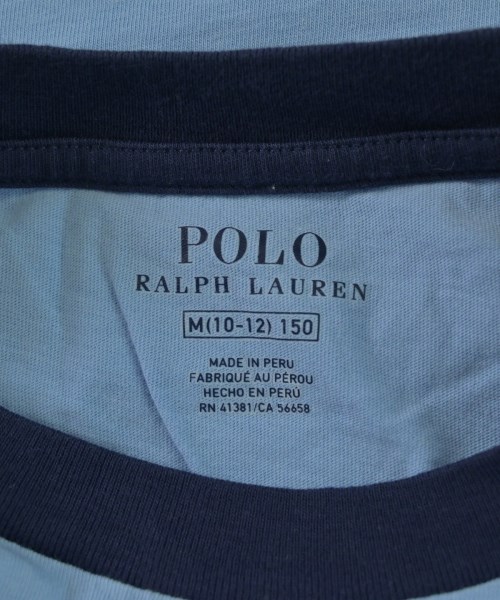 POLO
RALPH LAUREN
M(10-12) 150
MADE IN PERU
FABRIQUÉ AU PÉROU
HECHO EN PERÚ
RN 41381/CA 56658